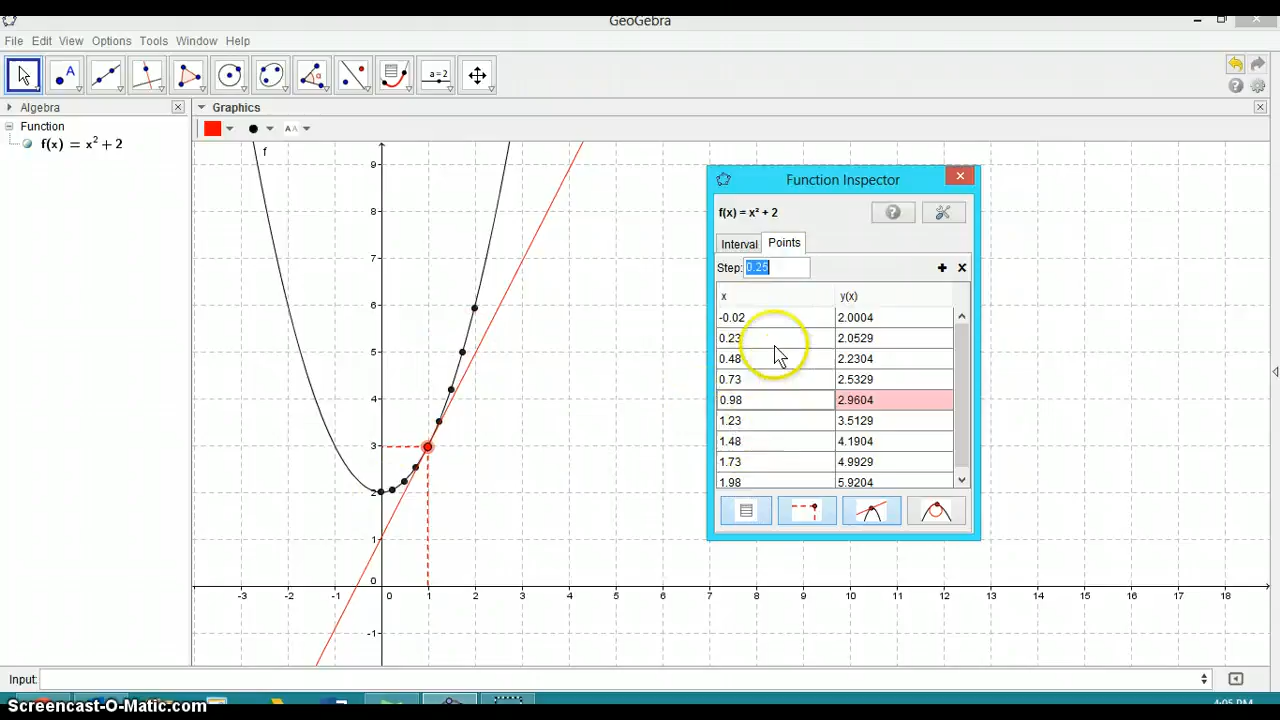 GeoGebra
File Edit View Options Tools Window Help
A
a=2
Algebra
Graphics
Function
f(x) = x² + 2
AA
f
9
8
7
6
5
4
3
2
1
0
-1
-3 -2 -1 0 1 2 3 4 5 6 7 8 9 10 11 12 13 14 15 16 17 18
Function Inspector
f(x) = x² + 2
Interval Points
Step: 0.25
x y(x)
-0.02 2.0004
0.23 2.0529
0.48 2.2304
0.73 2.5329
0.98 2.9604
1.23 3.5129
1.48 4.1904
1.73 4.9929
1.98 5.9204
Input:
Screencast-O-Matic.com
4:05 PM